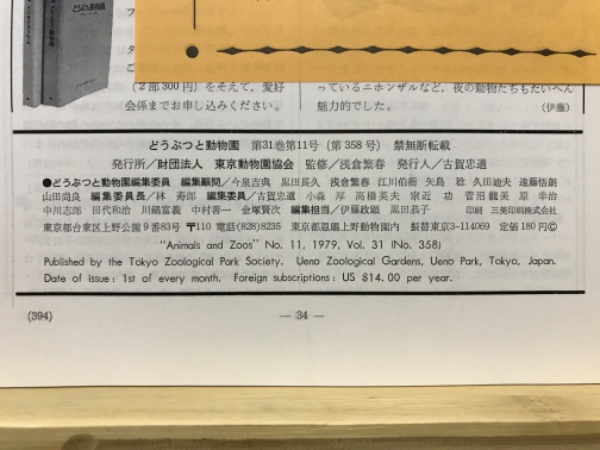 どうぶつと動物園
(2部300円)をそえて，愛好
会係までお申し込みください。
っているニホンザルなど，夜の動物たちもたいへん
魅力的でした。 (伊藤)
どうぶつと動物園 第31巻第11号 (第358号) 禁無断転載
発行所／財団法人 東京動物園協会 監修／浅倉繁春 発行人／古賀忠道
●どうぶつと動物園編集委員 編集顧問／今泉吉典 黒田長久 浅倉繁春 江川伯衛 矢島 稔 久田迪夫 遠藤悟朗
山田尚良 編集委員長／林 寿郎 編集委員／古賀忠道 小森 厚 高橋英夫 宗近 功 菅沼龍美 原 幸治
中川志郎 田代和治 川鍋富義 中村善一 金塚賢次 編集担当／伊藤政顕 黒田恭子 印刷 三英印刷株式会社
東京都台東区上野公園9番83号 〒110 電話(828)8235 東京都恩賜上野動物園内 振替東京3-114069 定価180円©
"Animals and Zoos" No. 11, 1979, Vol. 31 (No. 358)
Published by the Tokyo Zoological Park Society. Ueno Zoological Gardens, Ueno Park, Tokyo, Japan.
Date of issue: 1st of every month. Foreign subscriptions: US $14.00 per year.
(394) — 34 —